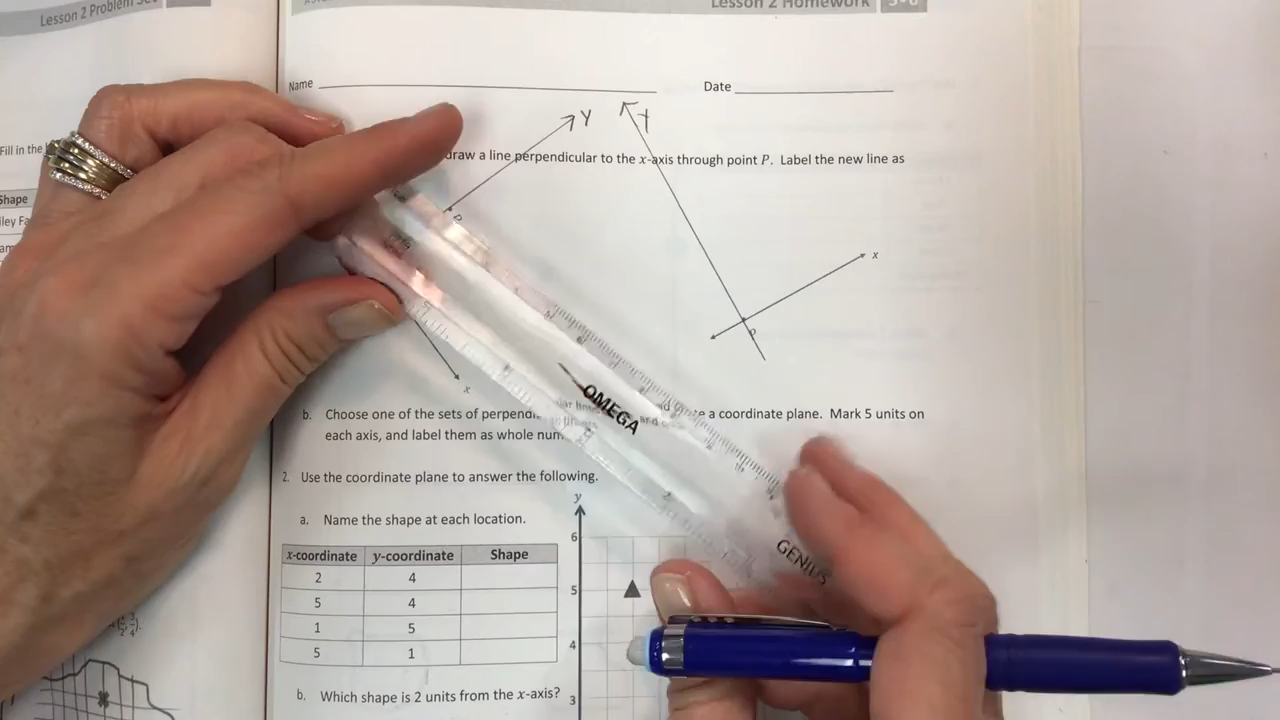 Lesson 2 Problem Set
Lesson 2 Homework 5•6
Name
Date
Y
Y
draw a line perpendicular to the x-axis through point P. Label the new line as
P
x
P
x
b. Choose one of the sets of perpendi a coordinate plane. Mark 5 units on
each axis, and label them as whole num
OMEGA
GENIUS
2. Use the coordinate plane to answer the following.
a. Name the shape at each location.
x-coordinate y-coordinate Shape
2 4
5 4
1 5
5 1
y
6
5
4
3
b. Which shape is 2 units from the x-axis?
Fill in the
Shape